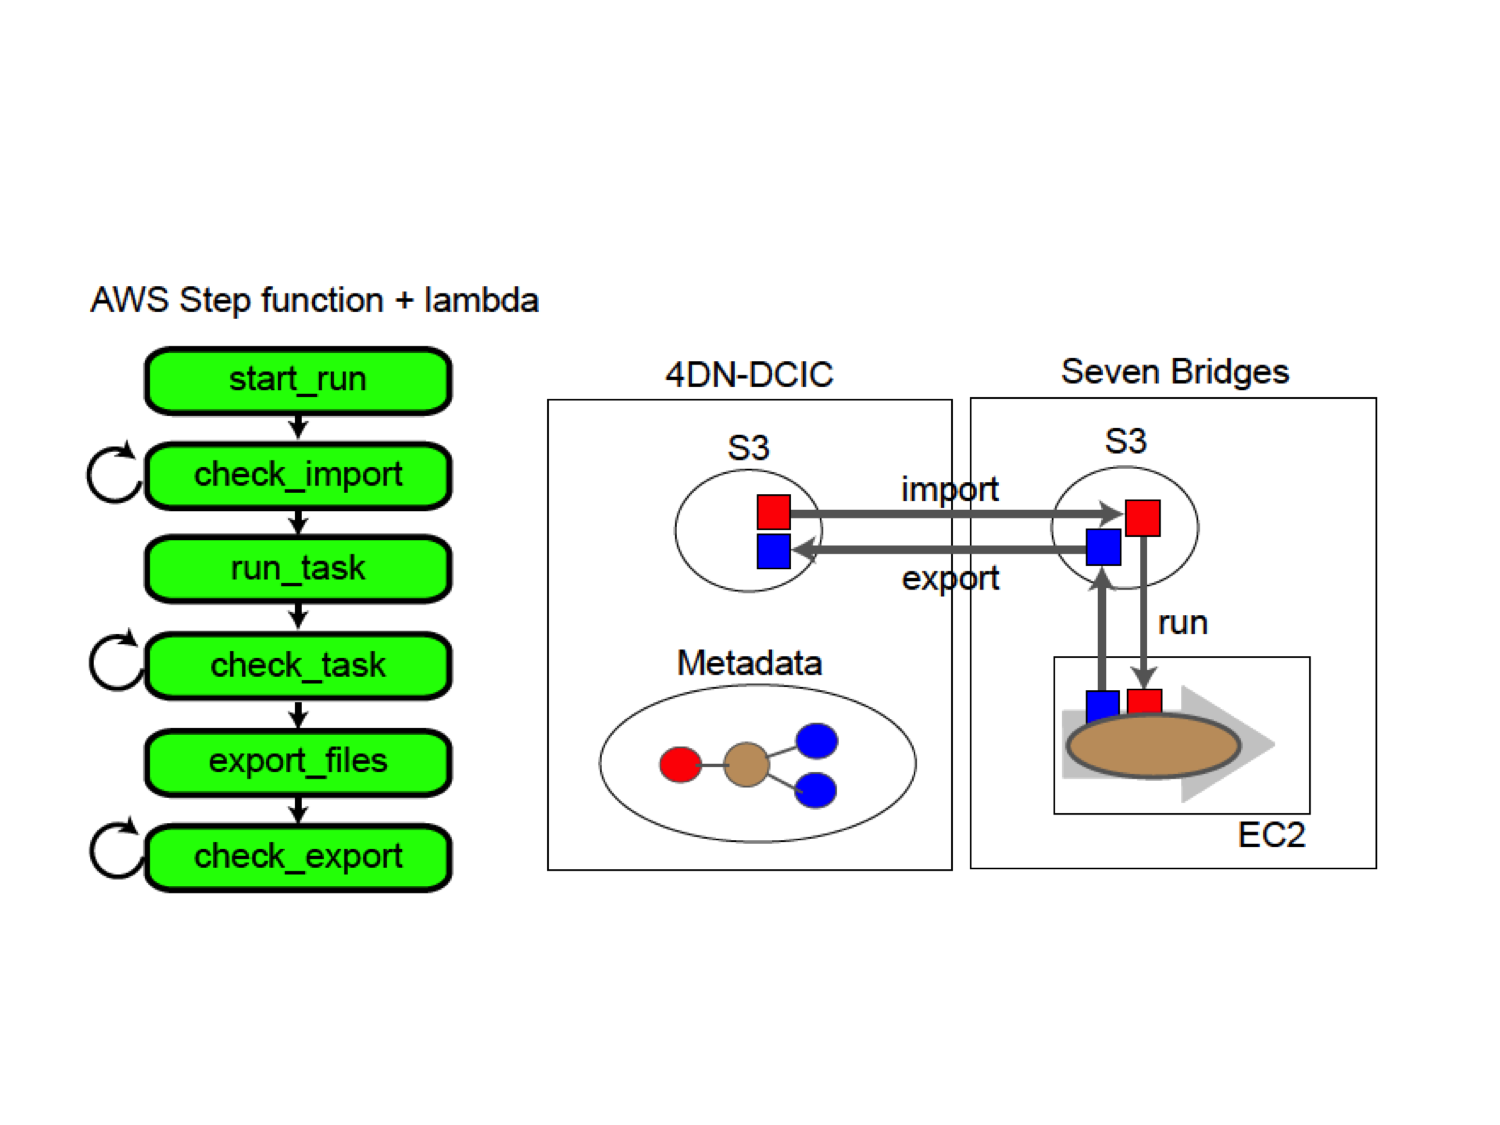 AWS Step function + lambda
start_run
check_import
run_task
check_task
export_files
check_export
4DN-DCIC
S3
Metadata
import
export
Seven Bridges
S3
run
EC2